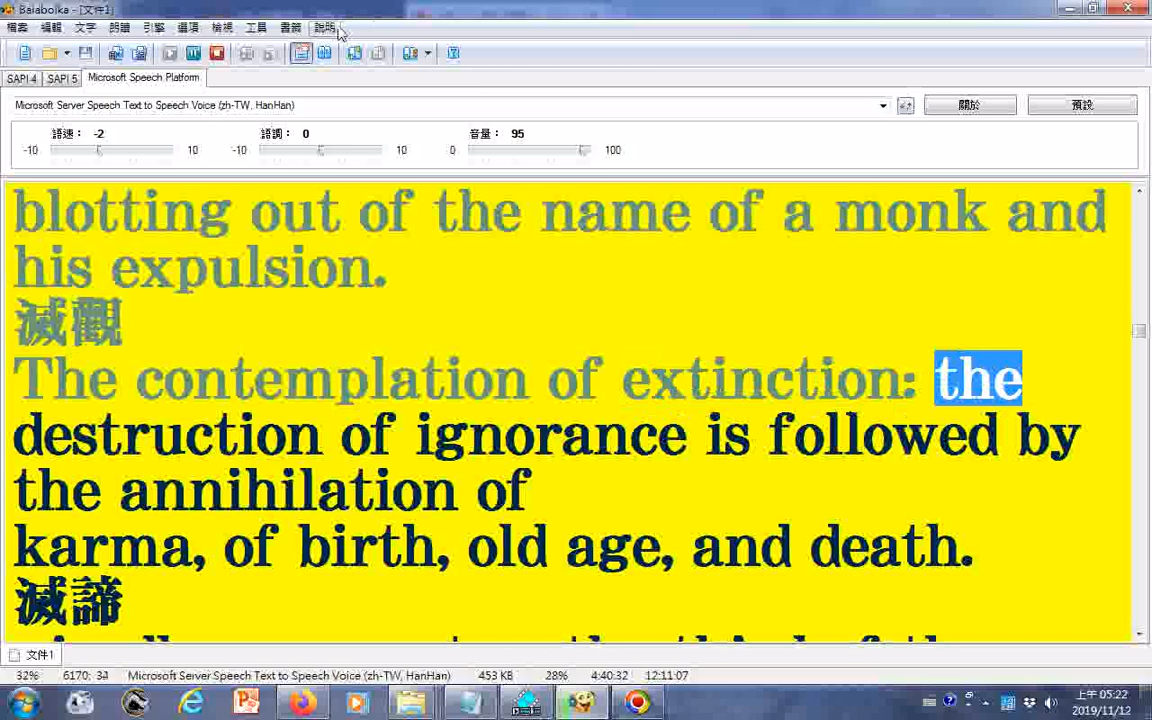 Balabolka - [文件1]
檔案 編輯 文字 朗讀 引擎 選項 檢視 工具 書籤 說明
SAPI 4 SAPI 5 Microsoft Speech Platform
Microsoft Server Speech Text to Speech Voice (zh-TW, HanHan) 關於 預設
語速： -2 語調： 0 音量： 95
-10 10 -10 10 0 100
blotting out of the name of a monk and
his expulsion.
滅觀
The contemplation of extinction: the
destruction of ignorance is followed by
the annihilation of
karma, of birth, old age, and death.
滅諦
文件1
32% 6170; 34 Microsoft Server Speech Text to Speech Voice (zh-TW, HanHan) 453 KB 28% 4:40:32 12:11:07
上午 05:22
2019/11/12